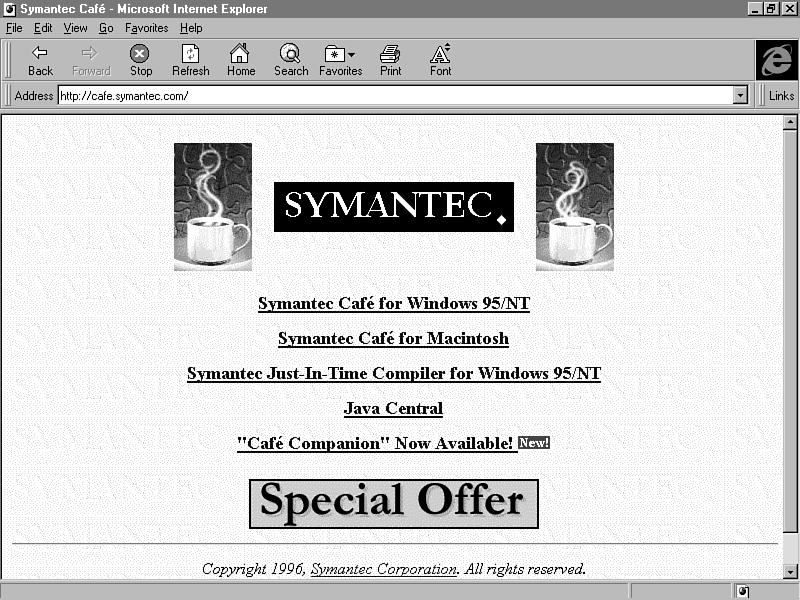 Symantec Café - Microsoft Internet Explorer
File Edit View Go Favorites Help
Back Forward Stop Refresh Home Search Favorites Print Font
Address http://cafe.symantec.com/ Links
SYMANTEC.
Symantec Café for Windows 95/NT
Symantec Café for Macintosh
Symantec Just-In-Time Compiler for Windows 95/NT
Java Central
"Café Companion" Now Available! New!
Special Offer
Copyright 1996, Symantec Corporation. All rights reserved.